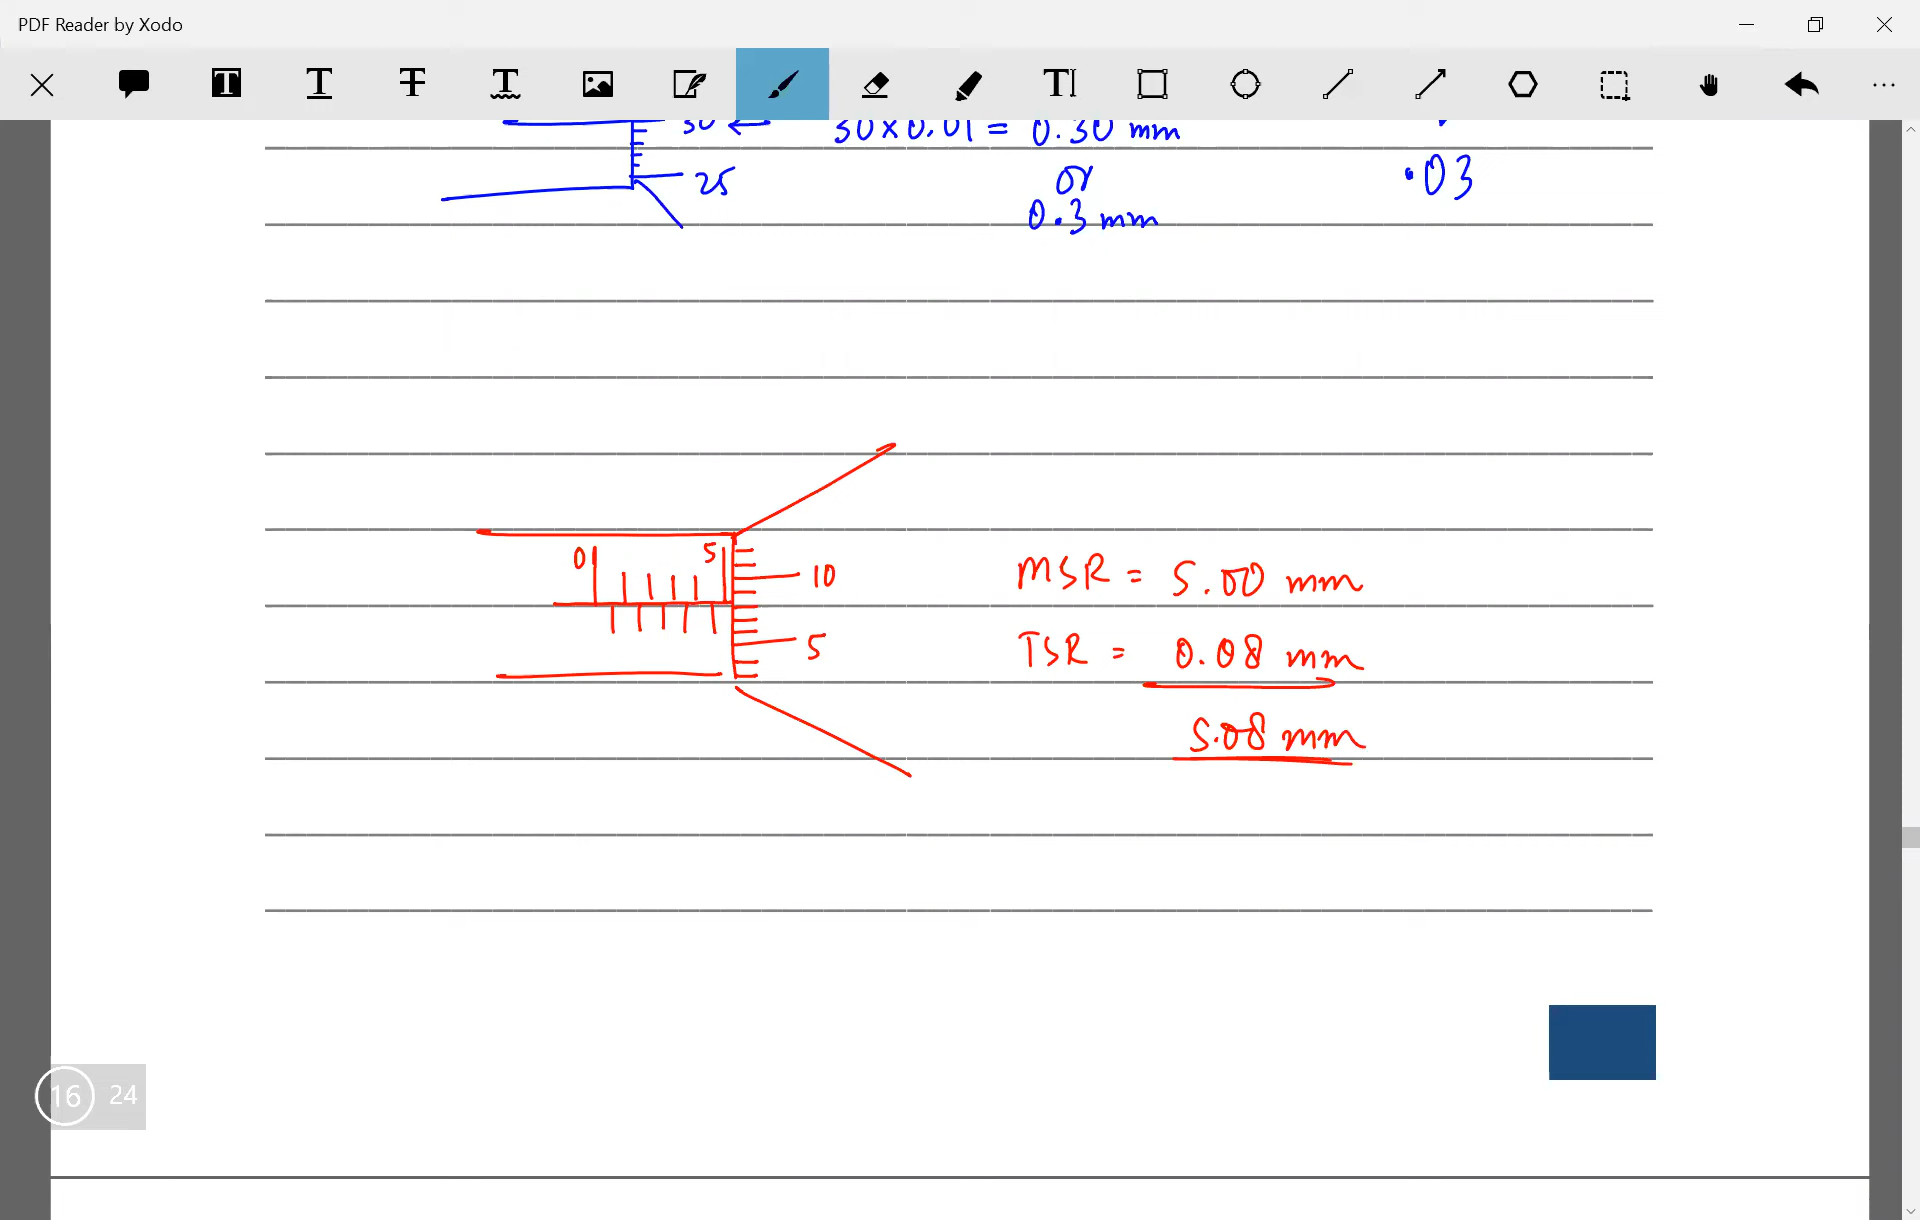 PDF Reader by Xodo
T T T T TI
30 30 x 0.01 = 0.30 mm
25 or .03
0.3 mm
0 5
10 MSR = 5.00 mm
5 TSR = 0.08 mm
5.08 mm
16 24